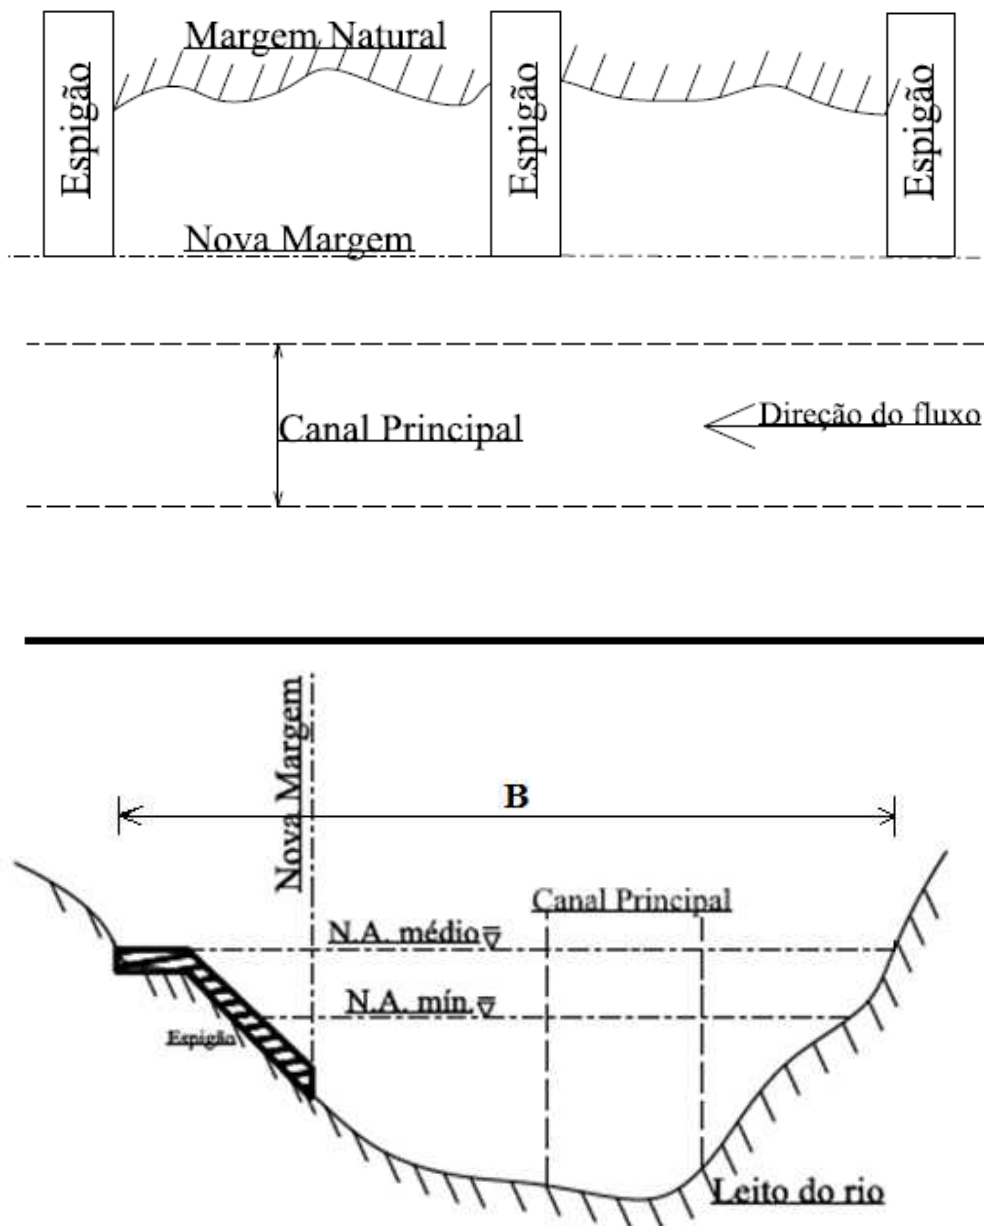 Margem Natural
Espigão
Espigão
Espigão
Nova Margem
Direção do fluxo
Canal Principal
Nova Margem
B
Canal Principal
N.A. médio
N.A. mín.
Espigão
Leito do rio